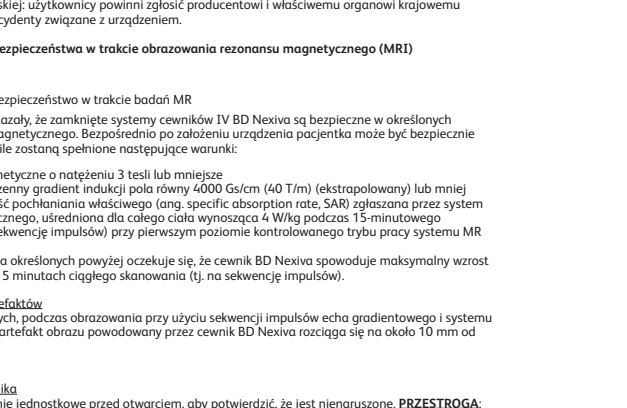 skiej: użytkownicy powinni zgłosić producentowi i właściwemu organowi krajowemu
cydenty związane z urządzeniem.
ezpieczeństwa w trakcie obrazowania rezonansu magnetycznego (MRI)
ezpieczeństwo w trakcie badań MR
azały, że zamknięte systemy cewników IV BD Nexiva są bezpieczne w określonych
agnetycznego. Bezpośrednio po założeniu urządzenia pacjentka może być bezpiecznie
ile zostaną spełnione następujące warunki:
netyczne o natężeniu 3 tesli lub mniejsze
zenny gradient indukcji pola równy 4000 Gs/cm (40 T/m) (ekstrapolowany) lub mniej
ść pochłaniania właściwego (ang. specific absorption rate, SAR) zgłaszana przez system
cznego, uśredniona dla całego ciała wynosząca 4 W/kg podczas 15-minutowego
ekwencję impulsów) przy pierwszym poziomie kontrolowanego trybu pracy systemu MR
a określonych powyżej oczekuje się, że cewnik BD Nexiva spowoduje maksymalny wzrost
5 minutach ciągłego skanowania (tj. na sekwencję impulsów).
efaktów
ych, podczas obrazowania przy użyciu sekwencji impulsów echa gradientowego i systemu
artefakt obrazu powodowany przez cewnik BD Nexiva rozciąga się na około 10 mm od
ika
nie jednostkowe przed otwarciem, aby potwierdzić, że jest nienaruszone. PRZESTROGA: